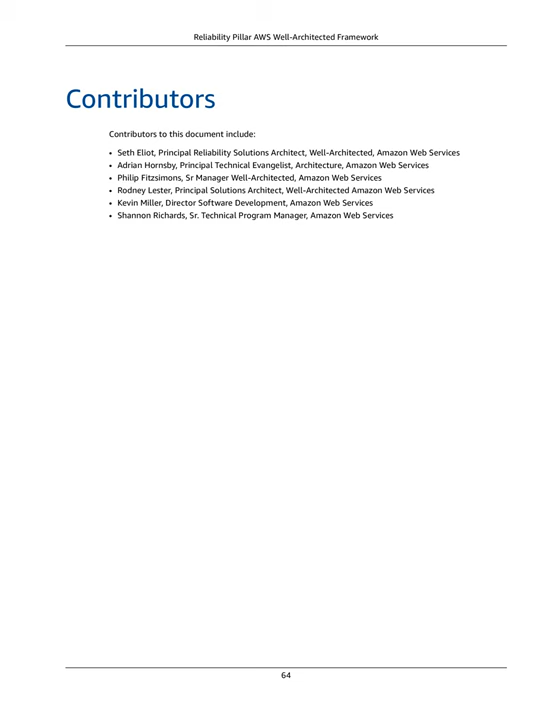 Reliability Pillar AWS Well-Architected Framework
Contributors
Contributors to this document include:
• Seth Eliot, Principal Reliability Solutions Architect, Well-Architected, Amazon Web Services
• Adrian Hornsby, Principal Technical Evangelist, Architecture, Amazon Web Services
• Philip Fitzsimons, Sr Manager Well-Architected, Amazon Web Services
• Rodney Lester, Principal Solutions Architect, Well-Architected Amazon Web Services
• Kevin Miller, Director Software Development, Amazon Web Services
• Shannon Richards, Sr. Technical Program Manager, Amazon Web Services
64